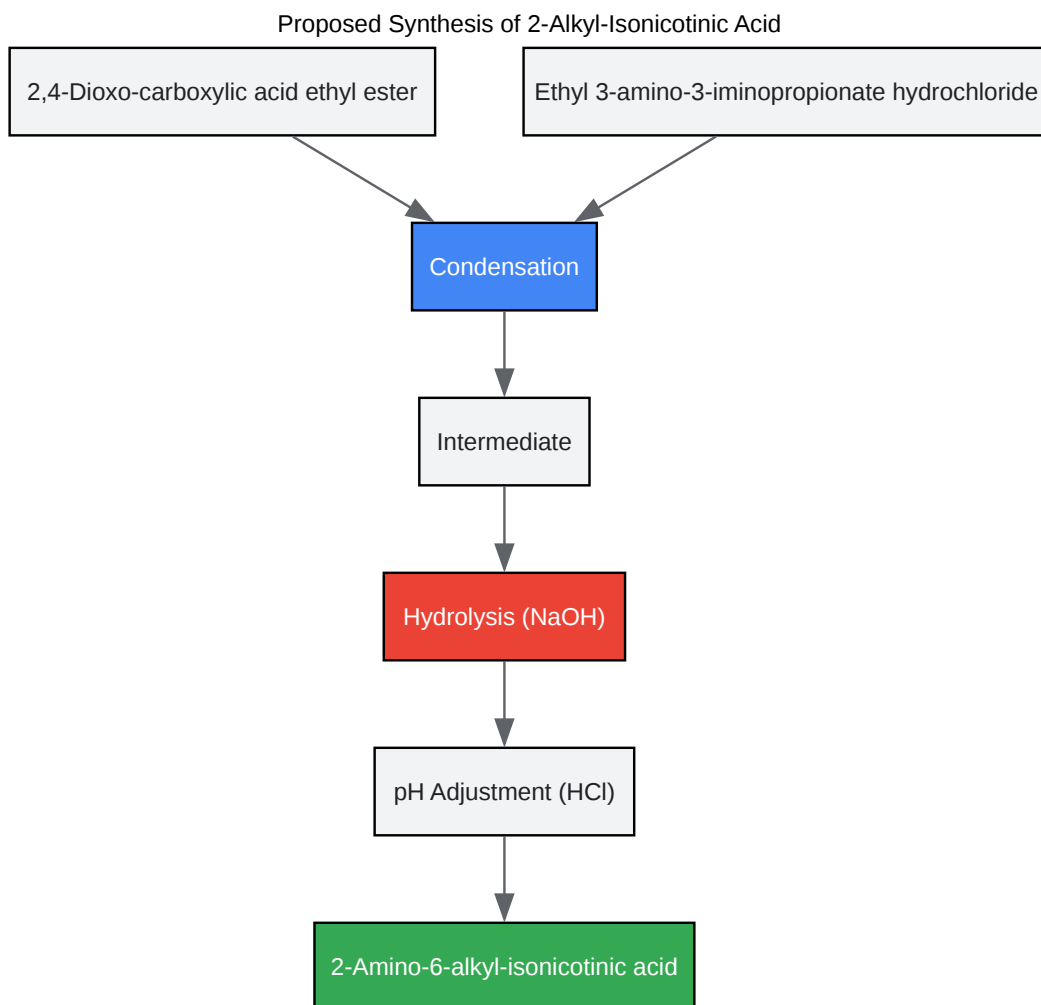 Proposed Synthesis of 2-Alkyl-Isonicotinic Acid
2,4-Dioxo-carboxylic acid ethyl ester
Ethyl 3-amino-3-iminopropionate hydrochloride
Condensation
Intermediate
Hydrolysis (NaOH)
pH Adjustment (HCl)
2-Amino-6-alkyl-isonicotinic acid